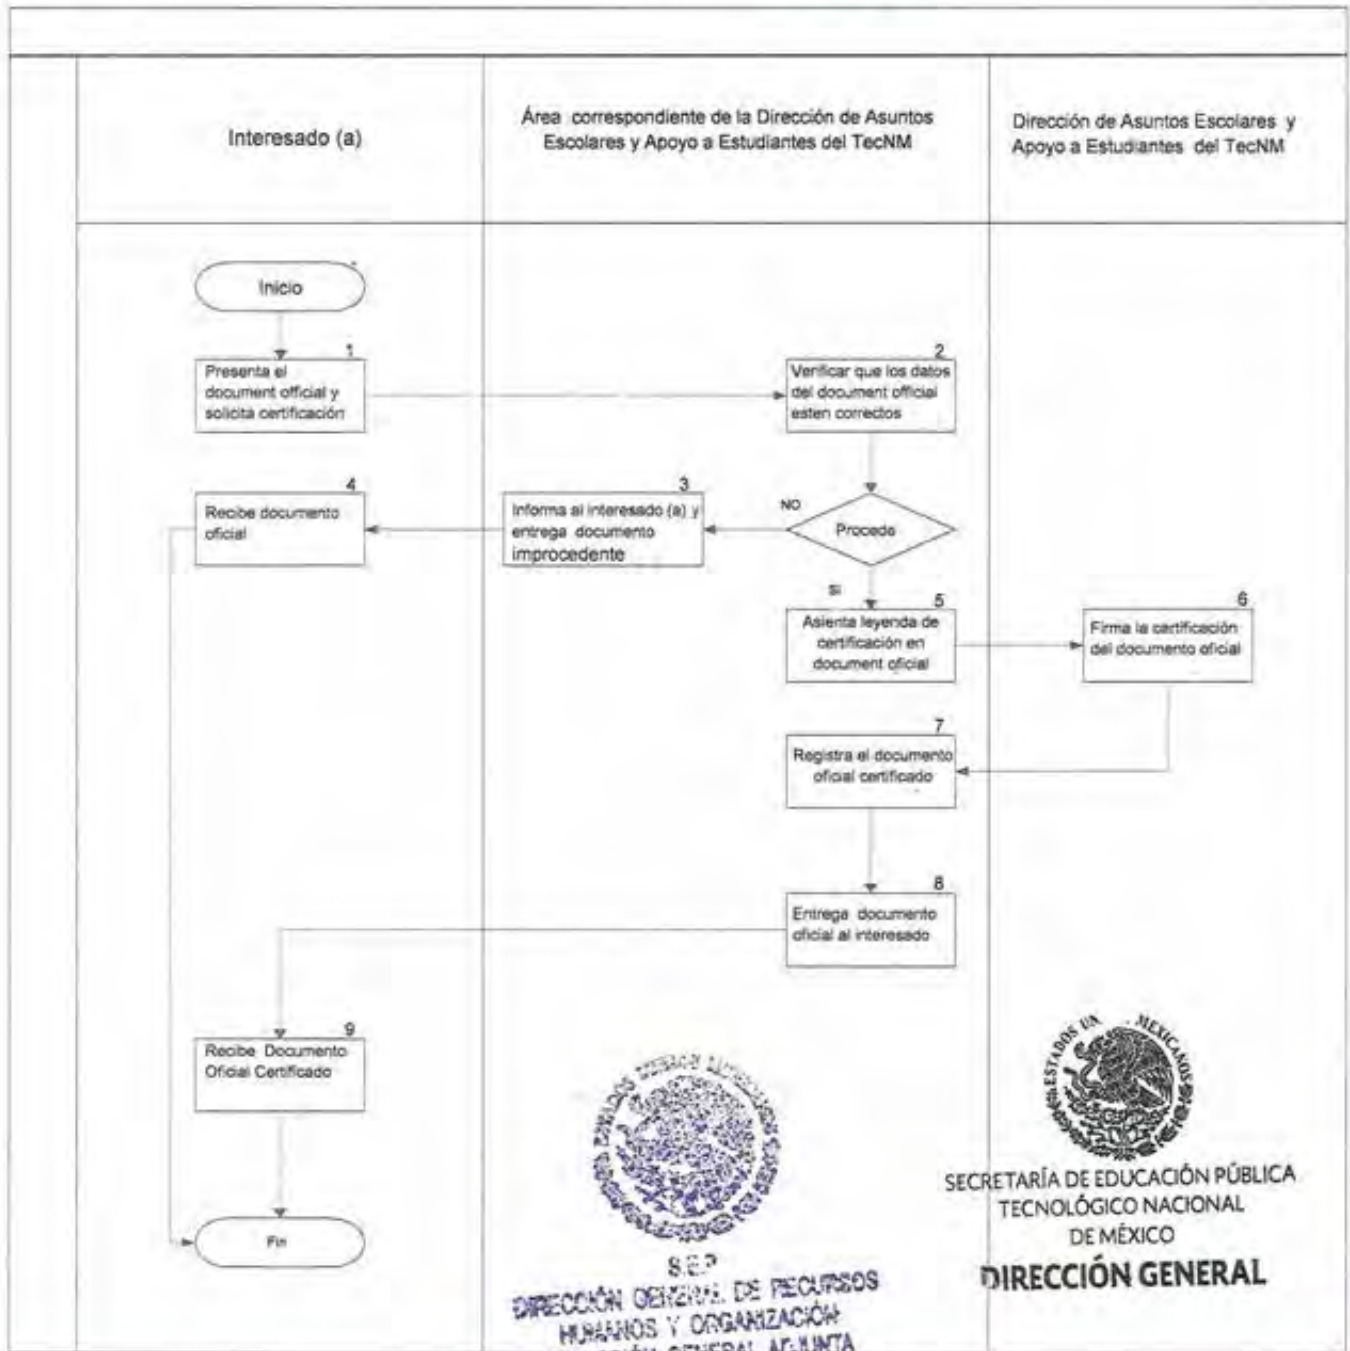 Interesado (a)
Área correspondiente de la Dirección de Asuntos
Escolares y Apoyo a Estudiantes del TecNM
Dirección de Asuntos Escolares y
Apoyo a Estudiantes del TecNM
Inicio
1
Presenta el
document official y
solicita certificación
2
Verificar que los datos
del document official
esten correctos
4
Recibe documento
oficial
3
Informa al interesado (a) y
entrega documento
improcedente
NO
Procede
SI
5
Asienta leyenda de
certificación en
document oficial
6
Firma la certificación
del documento oficial
7
Registra el documento
oficial certificado
8
Entrega documento
oficial al interesado
9
Recibe Documento
Oficial Certificado
Fin
ESTADOS UN MEXICANOS
SECRETARÍA DE EDUCACIÓN PÚBLICA
TECNOLÓGICO NACIONAL
DE MÉXICO
DIRECCIÓN GENERAL
ESTADOS UNIDOS MEXICANOS
S.E.P
DIRECCIÓN GENERAL DE RECURSOS
HUMANOS Y ORGANIZACIÓN
GENERAL ADJUNTA